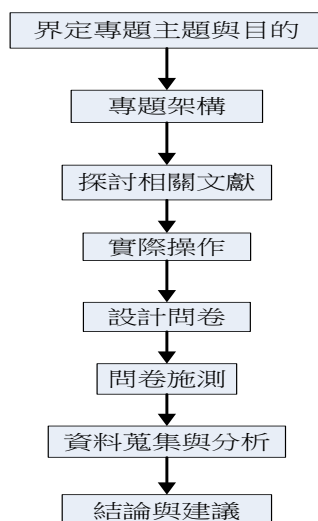 界定專題主題與目的
專題架構
探討相關文獻
實際操作
設計問卷
問卷施測
資料蒐集與分析
結論與建議